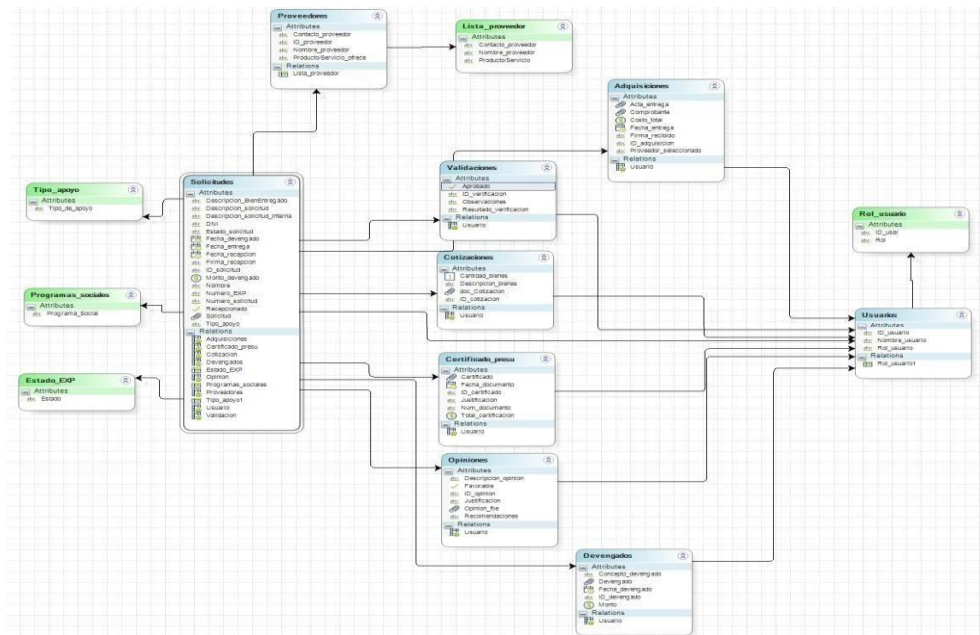 Proveedores
Attributes
Contacto_proveedor
ID_proveedor
Nombre_proveedor
Producto/Servicio_ofrece
Relations
Lista_proveedor
Lista_proveedor
Attributes
Contacto_proveedor
Nombre_proveedor
Producto/Servicio
Adquisiciones
Attributes
Acta_entrega
Comprobante
Costo_total
Fecha_entrega
Firma_recibido
ID_adquisicion
Proveedor_seleccionado
Relations
Usuario
Tipo_apoyo
Attributes
Tipo_de_apoyo
Solicitudes
Attributes
Descripcion_BienEntregado
Descripcion_solicitud
Descripcion_solicitud_interna
DNI
Estado_solicitud
Fecha_devengado
Fecha_entrega
Fecha_recepcion
Firma_recepcion
ID_solicitud
Monto_devengado
Nombre
Numero_EXP
Numero_solicitud
Recepcionado
Solicitud
Tipo_apoyo
Relations
Adquisiciones
Certificado_presu
Cotizacion
Devengados
Estado_EXP
Opinion
Programas_sociales
Proveedores
Tipo_apoyo1
Usuario
Validacion
Validaciones
Attributes
Aprobado
ID_verificacion
Observaciones
Resultado_verificacion
Relations
Usuario
Rol_usuario
Attributes
ID_user
Rol
Cotizaciones
Attributes
Cantidad_bienes
Descripcion_bienes
doc_Cotizacion
ID_cotizacion
Relations
Usuario
Programas_sociales
Attributes
Programa_Social
Usuarios
Attributes
ID_usuario
Nombre_usuario
Rol_usuario
Relations
Rol_usuario1
Certificado_presu
Attributes
Certificado
Fecha_documento
ID_certificado
Justificacion
Num_documento
Total_certificacion
Relations
Usuario
Estado_EXP
Attributes
Estado
Opiniones
Attributes
Descripcion_opinion
Favorable
ID_opinion
Justificacion
Opinion_file
Recomendaciones
Relations
Usuario
Devengados
Attributes
Concepto_devengado
Devengado
Fecha_devengado
ID_devengado
Monto
Relations
Usuario